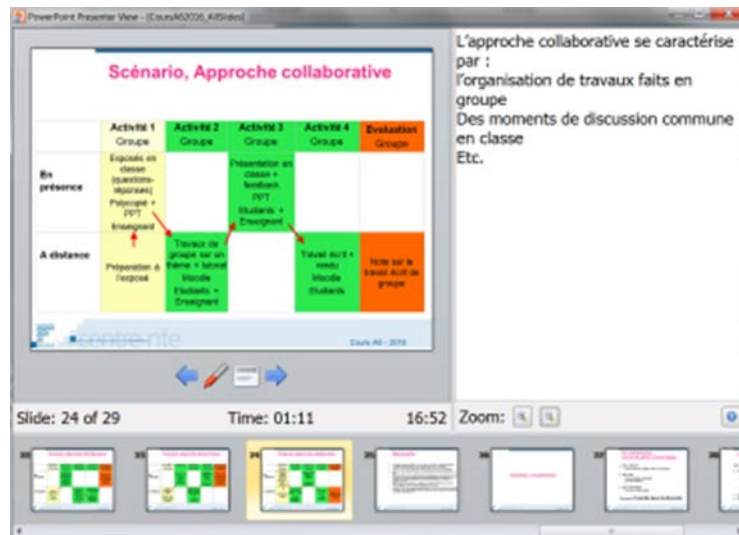 PowerPoint Presenter View - [CoursA62016_AllSlides]
Scénario, Approche collaborative
Activité 1
Groupe
Activité 2
Groupe
Activité 3
Groupe
Activité 4
Groupe
Evaluation
Groupe
En
présence
Exposés en
classe
(questions-
réponses)
Polycopié +
PPT
Enseignant
Présentation en
classe +
feedback
PPT
Etudiants +
Enseignant
A distance
Préparation à
l'exposé
Travaux de
groupe sur un
thème + tutorat
Moodle
Etudiants +
Enseignant
Travail écrit +
rendu
Moodle
Etudiants
Note sur le
travail écrit de
groupe
centre-nte
Cours A6 - 2016
L'approche collaborative se caractérise
par :
l'organisation de travaux faits en
groupe
Des moments de discussion commune
en classe
Etc.
Slide: 24 of 29
Time: 01:11
16:52
Zoom: